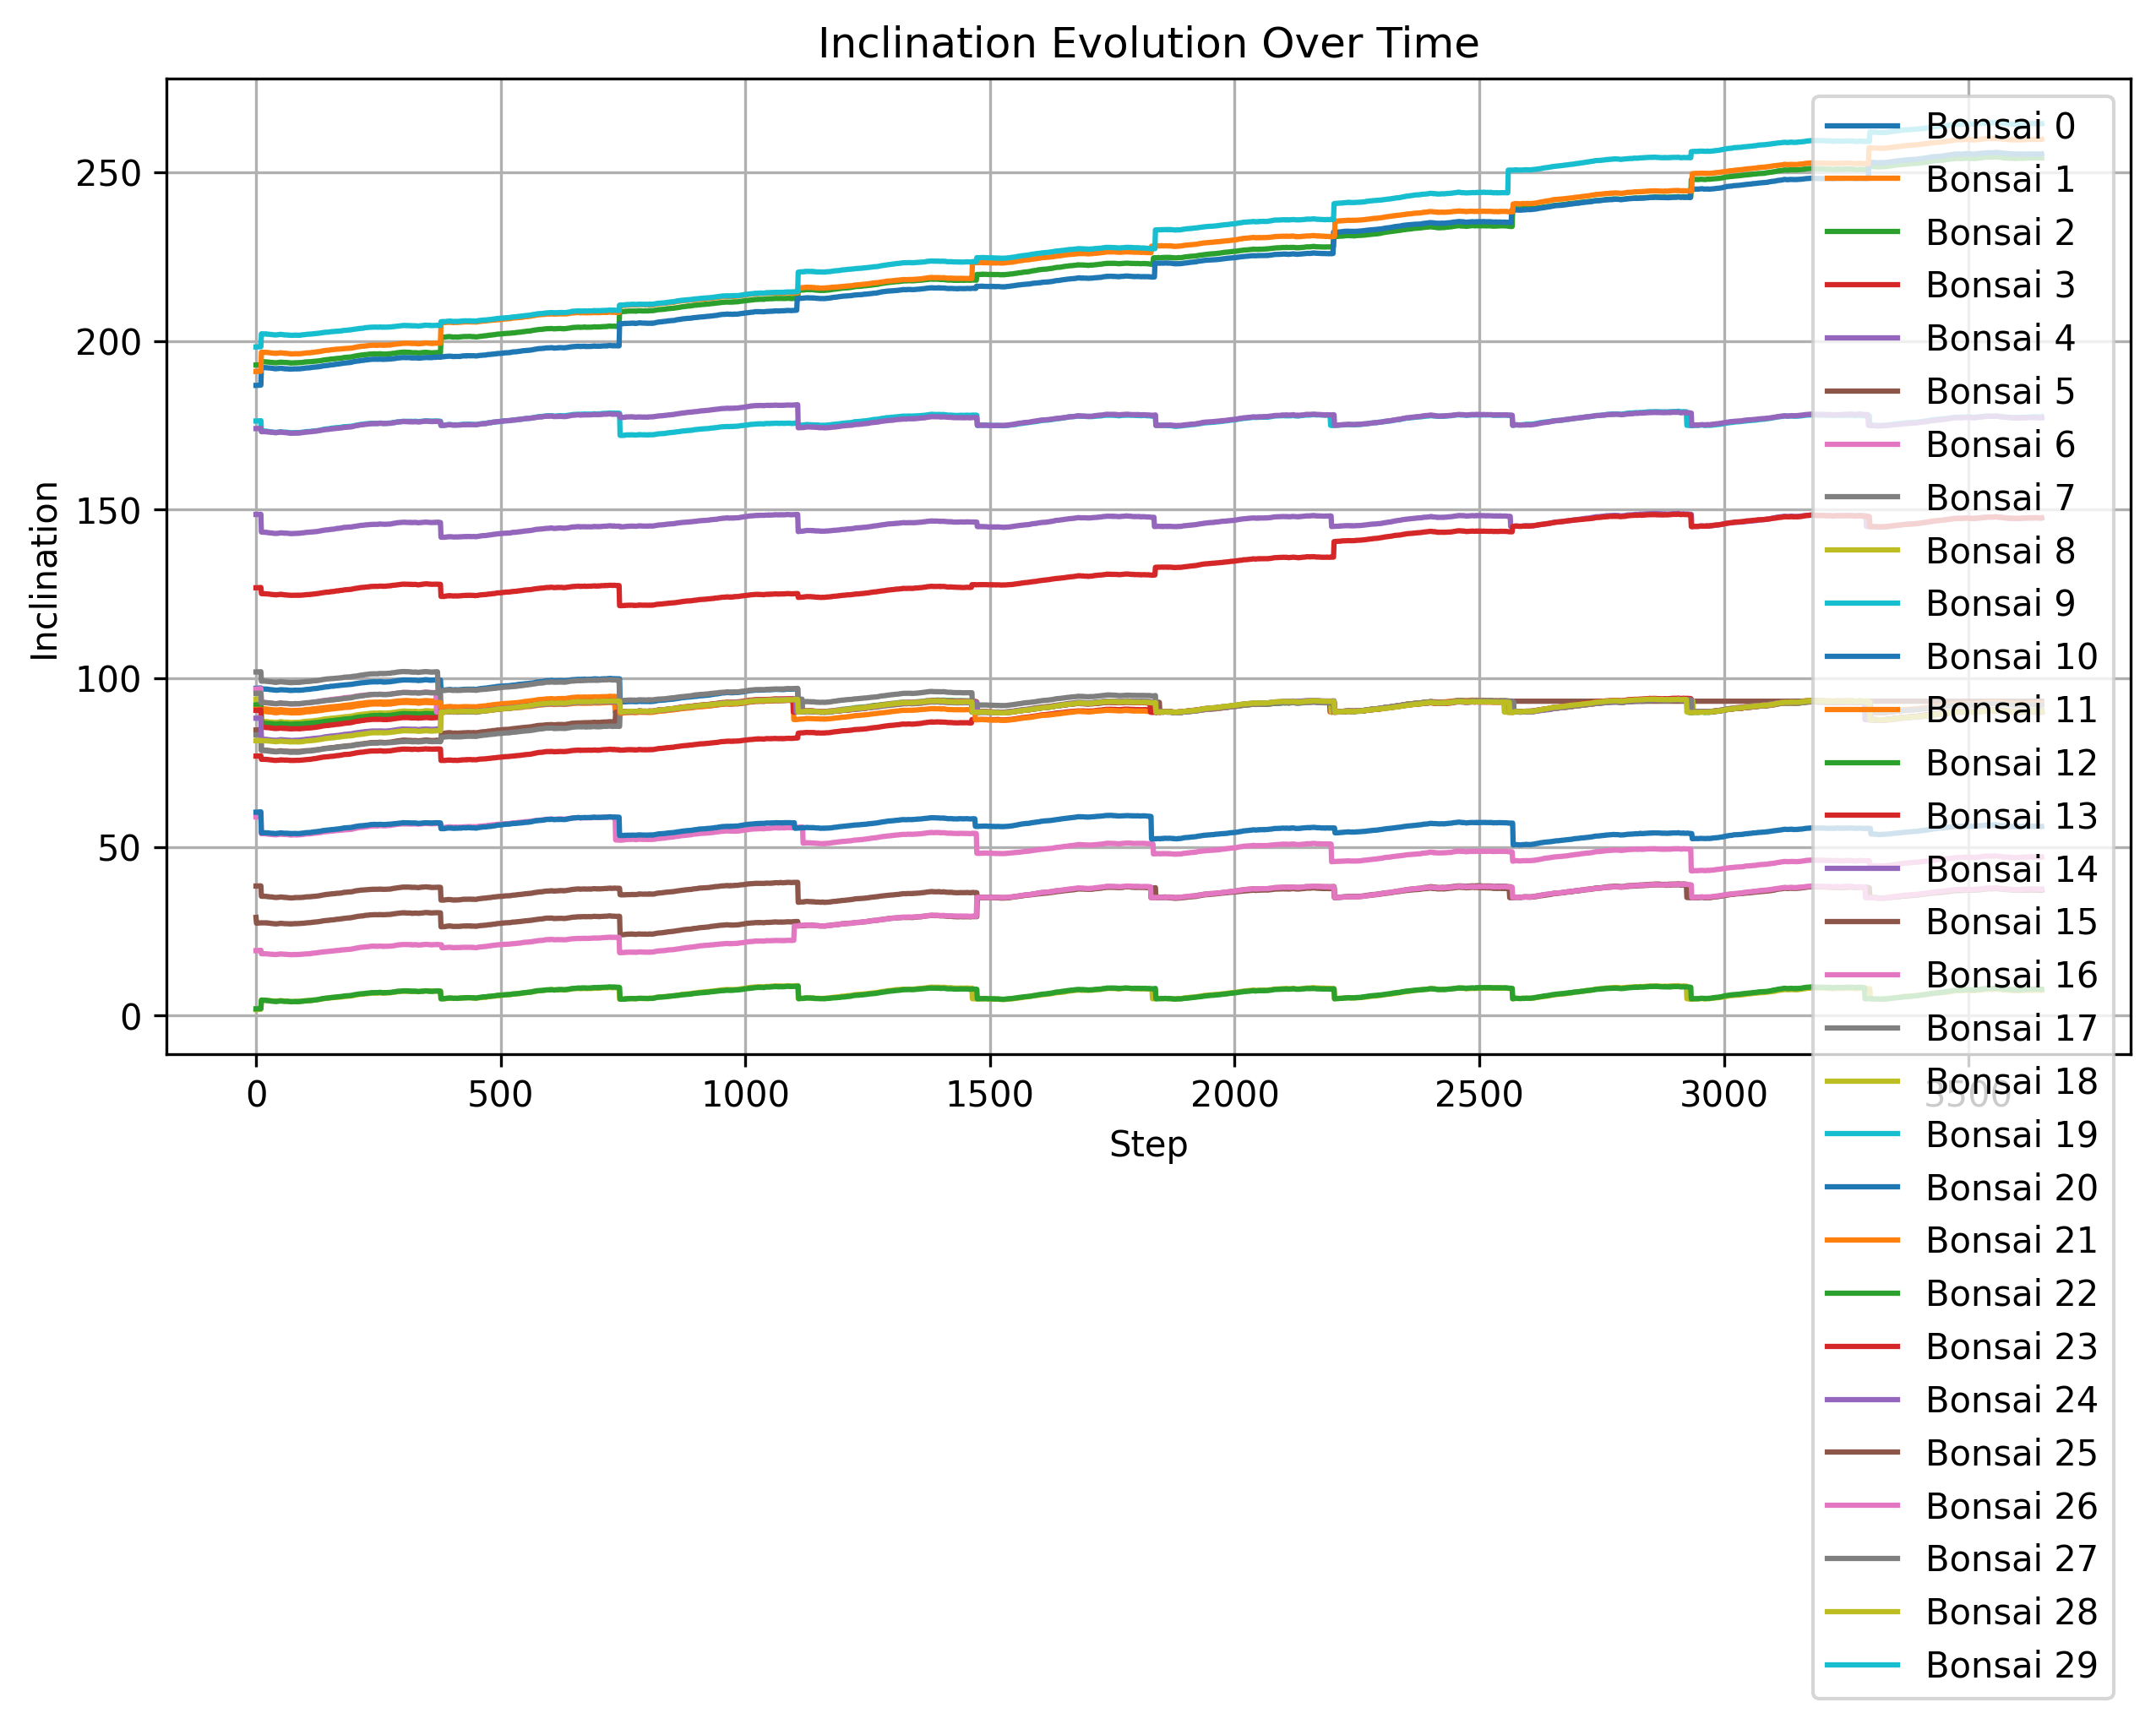 Inclination Evolution Over Time
Inclination
250
200
150
100
50
0
0
500
1000
1500
2000
2500
3000
3500
Step
Bonsai 0
Bonsai 1
Bonsai 2
Bonsai 3
Bonsai 4
Bonsai 5
Bonsai 6
Bonsai 7
Bonsai 8
Bonsai 9
Bonsai 10
Bonsai 11
Bonsai 12
Bonsai 13
Bonsai 14
Bonsai 15
Bonsai 16
Bonsai 17
Bonsai 18
Bonsai 19
Bonsai 20
Bonsai 21
Bonsai 22
Bonsai 23
Bonsai 24
Bonsai 25
Bonsai 26
Bonsai 27
Bonsai 28
Bonsai 29